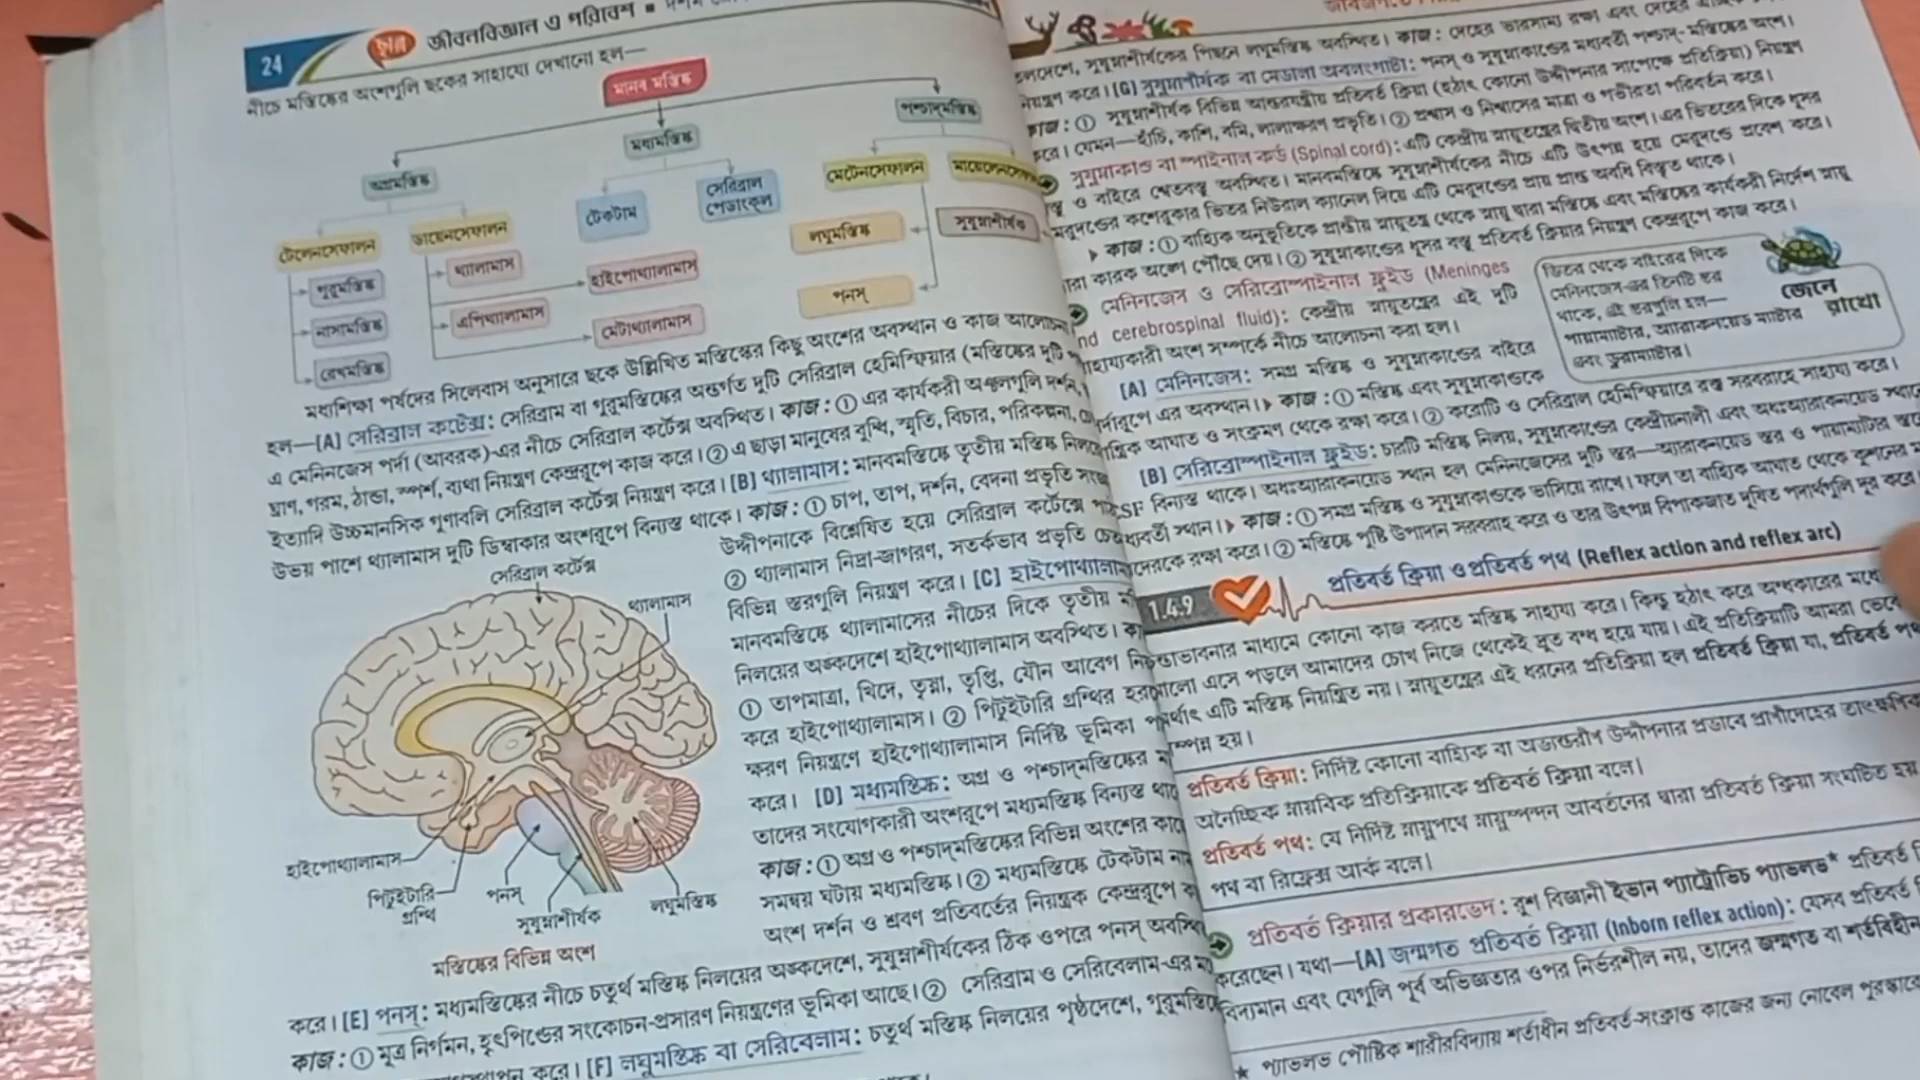 24
ছায়া জীবনবিজ্ঞান ও পরিবেশ ▪ দশম
নীচে মস্তিষ্কের অংশগুলি ছকের সাহায্যে দেখানো হল—
মানব মস্তিষ্ক
অগ্রমস্তিষ্ক
মধ্যমস্তিষ্ক
পশ্চাদ্‌মস্তিষ্ক
টেলেনসেফালন
ডায়েনসেফালন
টেকটাম
সেরিব্রাল পেডাংক্‌ল
মেটেনসেফালন
মায়েলেনসেফা
গুরুমস্তিষ্ক
থ্যালামাস
হাইপোথ্যালামাস
লঘুমস্তিষ্ক
সুষুম্নাশীর্ষক
নাসামস্তিষ্ক
এপিথ্যালামাস
মেটাথ্যালামাস
পনস্
রেখমস্তিষ্ক
মধ্যশিক্ষা পর্ষদের সিলেবাস অনুসারে ছকে উল্লিখিত মস্তিষ্কের কিছু অংশের অবস্থান ও কাজ আলোচনা
হল—[A] সেরিব্রাল কর্টেক্স: সেরিব্রাম বা গুরুমস্তিষ্কের অন্তর্গত দুটি সেরিব্রাল হেমিস্ফিয়ার (মস্তিষ্কের দুটি
এ মেনিনজেস পর্দা (আবরক)-এর নীচে সেরিব্রাল কর্টেক্স অবস্থিত। কাজ: ① এর কার্যকরী অঞ্চলগুলি দর্শন,
ঘ্রাণ, গরম, ঠান্ডা, স্পর্শ, ব্যথা নিয়ন্ত্রণ কেন্দ্ররূপে কাজ করে। ② এ ছাড়া মানুষের বুদ্ধি, স্মৃতি, বিচার, পরিকল্পনা,
ইত্যাদি উচ্চমানসিক গুণাবলি সেরিব্রাল কর্টেক্স নিয়ন্ত্রণ করে। [B] থ্যালামাস: মানবমস্তিষ্কে তৃতীয় মস্তিষ্ক নিলয়ে
উভয় পাশে থ্যালামাস দুটি ডিম্বাকার অংশরূপে বিন্যস্ত থাকে। কাজ: ① চাপ, তাপ, দর্শন, বেদনা প্রভৃতি
উদ্দীপনাকে বিশ্লেষিত হয়ে সেরিব্রাল কর্টেক্সে
② থ্যালামাস নিদ্রা-জাগরণ, সতর্কভাব প্রভৃতি
বিভিন্ন স্তরগুলি নিয়ন্ত্রণ করে। [C] হাইপোথ্যালা
মানবমস্তিষ্কে থ্যালামাসের নীচের দিকে তৃতীয়
নিলয়ের অঙ্কদেশে হাইপোথ্যালামাস অবস্থিত।
① তাপমাত্রা, খিদে, তৃষ্ণা, তৃপ্তি, যৌন আবেগ
করে হাইপোথ্যালামাস। ② পিটুইটারি গ্রন্থির
ক্ষরণ নিয়ন্ত্রণে হাইপোথ্যালামাস নির্দিষ্ট ভূমিকা
করে। [D] মধ্যমস্তিষ্ক: অগ্র ও পশ্চাদ্‌মস্তিষ্কের
তাদের সংযোগকারী অংশরূপে মধ্যমস্তিষ্ক বিন্যস্ত
কাজ: ① অগ্র ও পশ্চাদ্‌মস্তিষ্কের বিভিন্ন অংশের
সমন্বয় ঘটায় মধ্যমস্তিষ্ক। ② মধ্যমস্তিষ্কে টেকটাম
অংশ দর্শন ও শ্রবণ প্রতিবর্তের নিয়ন্ত্রক কেন্দ্ররূপে
সেরিব্রাল কর্টেক্স
থ্যালামাস
হাইপোথ্যালামাস
পিটুইটারি গ্রন্থি
পনস্
সুষুম্নাশীর্ষক
লঘুমস্তিষ্ক
মস্তিষ্কের বিভিন্ন অংশ
করে। [E] পনস্: মধ্যমস্তিষ্কের নীচে চতুর্থ মস্তিষ্ক নিলয়ের অঙ্কদেশে, সুষুম্নাশীর্ষকের ঠিক ওপরে পনস্
কাজ: ① মূত্র নির্গমন, হৃৎপিণ্ডের সংকোচন-প্রসারণ নিয়ন্ত্রণের ভূমিকা আছে। ② সেরিব্রাম ও সেরিবেলাম-এর
করে। [F] লঘুমস্তিষ্ক বা সেরিবেলাম: চতুর্থ মস্তিষ্ক নিলয়ের পৃষ্ঠদেশে, গুরুমস্তিষ্কে
সুষুম্নাশীর্ষকের পিছনে লঘুমস্তিষ্ক অবস্থিত। কাজ: দেহের ভারসাম্য রক্ষা এবং দেহের
নিয়ন্ত্রণ করে। [G] সুষুম্নাশীর্ষক বা মেডালা অবলংগাটা: পনস্ ও সুষুম্নাকাণ্ডের মধ্যবর্তী পশ্চাদ্-মস্তিষ্কের অংশ।
কাজ: ① সুষুম্নাশীর্ষক বিভিন্ন আন্তরযন্ত্রীয় প্রতিবর্ত ক্রিয়া (হঠাৎ কোনো উদ্দীপনার সাপেক্ষে প্রতিক্রিয়া) নিয়ন্ত্রণ
করে। যেমন—হাঁচি, কাশি, বমি, লালাক্ষরণ প্রভৃতি। ② প্রশ্বাস ও নিশ্বাসের মাত্রা ও গভীরতা পরিবর্তন করে।
সুষুম্নাকাণ্ড বা স্পাইনাল কর্ড (Spinal cord): এটি কেন্দ্রীয় স্নায়ুতন্ত্রের দ্বিতীয় অংশ। এর ভিতরের দিকে ধূসর
ও বাইরে শ্বেতবস্তু অবস্থিত। মানবমস্তিষ্কে সুষুম্নাশীর্ষকের নীচে এটি উৎপন্ন হয়ে মেরুদণ্ডে প্রবেশ করে।
মেরুদণ্ডের কশেরুকার ভিতর নিউরাল ক্যানেল দিয়ে এটি মেরুদণ্ডের প্রায় প্রান্ত অবধি বিস্তৃত থাকে।
▸ কাজ: ① বাহ্যিক অনুভূতিকে প্রান্তীয় স্নায়ুতন্ত্র থেকে স্নায়ু দ্বারা মস্তিষ্কে এবং মস্তিষ্কের কার্যকরী নির্দেশ স্নায়ু
দ্বারা কারক অঙ্গে পৌঁছে দেয়। ② সুষুম্নাকাণ্ডের ধূসর বস্তু প্রতিবর্ত ক্রিয়ার নিয়ন্ত্রণ কেন্দ্ররূপে কাজ করে।
মেনিনজেস ও সেরিব্রোস্পাইনাল ফ্লুইড (Meninges
nd cerebrospinal fluid): কেন্দ্রীয় স্নায়ুতন্ত্রের এই দুটি
সাহায্যকারী অংশ সম্পর্কে নীচে আলোচনা করা হল।
জেনে রাখো
ভিতর থেকে বাইরের দিকে
মেনিনজেস-এর তিনটি স্তর
থাকে, এই স্তরগুলি হল—
পায়ামাটার, অ্যারাকনয়েড ম্যাটার
এবং ডুরাম্যাটার।
[A] মেনিনজেস: সমগ্র মস্তিষ্ক ও সুষুম্নাকাণ্ডের বাইরে
পর্দারূপে এর অবস্থান। ▸ কাজ: ① মস্তিষ্ক এবং সুষুম্নাকাণ্ডকে
আঘাত ও সংক্রমণ থেকে রক্ষা করে। ② করোটি ও সেরিব্রাল হেমিস্ফিয়ারে রক্ত সরবরাহে সাহায্য করে।
[B] সেরিব্রোস্পাইনাল ফ্লুইড: চারটি মস্তিষ্ক নিলয়, সুষুম্নাকাণ্ডের কেন্দ্রীয়নালী এবং অধঃঅ্যারাকনয়েড স্থানে
CSF বিন্যস্ত থাকে। অধঃঅ্যারাকনয়েড স্থান হল মেনিনজেসের দুটি স্তর—অ্যারাকনয়েড স্তর ও পায়ামাটার
মধ্যবর্তী স্থান। ▸ কাজ: ① সমগ্র মস্তিষ্ক ও সুষুম্নাকাণ্ডকে ভাসিয়ে রাখে। ফলে তা বাহ্যিক আঘাত থেকে কুশনের
রক্ষা করে। ② মস্তিষ্কে পুষ্টি উপাদান সরবরাহ করে ও তার উৎপন্ন বিপাকজাত দূষিত পদার্থগুলি দূর করে।
1.4.9 প্রতিবর্ত ক্রিয়া ও প্রতিবর্ত পথ (Reflex action and reflex arc)
মাধ্যমে কোনো কাজ করতে মস্তিষ্ক সাহায্য করে। কিন্তু হঠাৎ করে অন্ধকারের মধ্যে
আলো এসে পড়লে আমাদের চোখ নিজে থেকেই দ্রুত বন্ধ হয়ে যায়। এই প্রতিক্রিয়াটি আমরা ভেবে
অর্থাৎ এটি মস্তিষ্ক নিয়ন্ত্রিত নয়। স্নায়ুতন্ত্রের এই ধরনের প্রতিক্রিয়া হল প্রতিবর্ত ক্রিয়া যা, প্রতিবর্ত
সম্পন্ন হয়।
প্রতিবর্ত ক্রিয়া: নির্দিষ্ট কোনো বাহ্যিক বা অভ্যন্তরীণ উদ্দীপনার প্রভাবে প্রাণীদেহের তাৎক্ষণিক
অনৈচ্ছিক স্নায়বিক প্রতিক্রিয়াকে প্রতিবর্ত ক্রিয়া বলে।
প্রতিবর্ত পথ: যে নির্দিষ্ট স্নায়ুপথে স্নায়ুস্পন্দন আবর্তনের দ্বারা প্রতিবর্ত ক্রিয়া সংঘটিত হয়
পথ বা রিফ্লেক্স আর্ক বলে।
প্রতিবর্ত ক্রিয়ার প্রকারভেদ: রুশ বিজ্ঞানী ইভান প্যাট্রোভিচ প্যাভলভ* প্রতিবর্ত
করেছেন। যথা—[A] জন্মগত প্রতিবর্ত ক্রিয়া (Inborn reflex action): যেসব প্রতিবর্ত
বিদ্যমান এবং যেগুলি পূর্ব অভিজ্ঞতার ওপর নির্ভরশীল নয়, তাদের জন্মগত বা শর্তবিহীন
★ প্যাভলভ পৌষ্টিক শারীরবিদ্যায় শর্তাধীন প্রতিবর্ত-সংক্রান্ত কাজের জন্য নোবেল পুরস্কারে